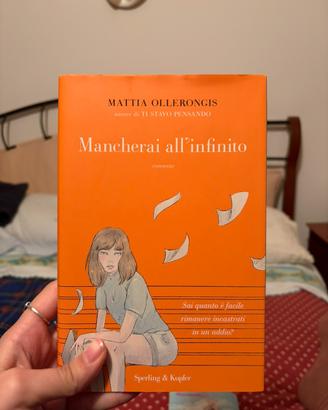 MATTIA OLLERONGIS
autore di TI STAVO PENSANDO
Mancherai all'infinito
romanzo
Sai quanto è facile
rimanere incastrati
in un addio?
Sperling & Kupfer